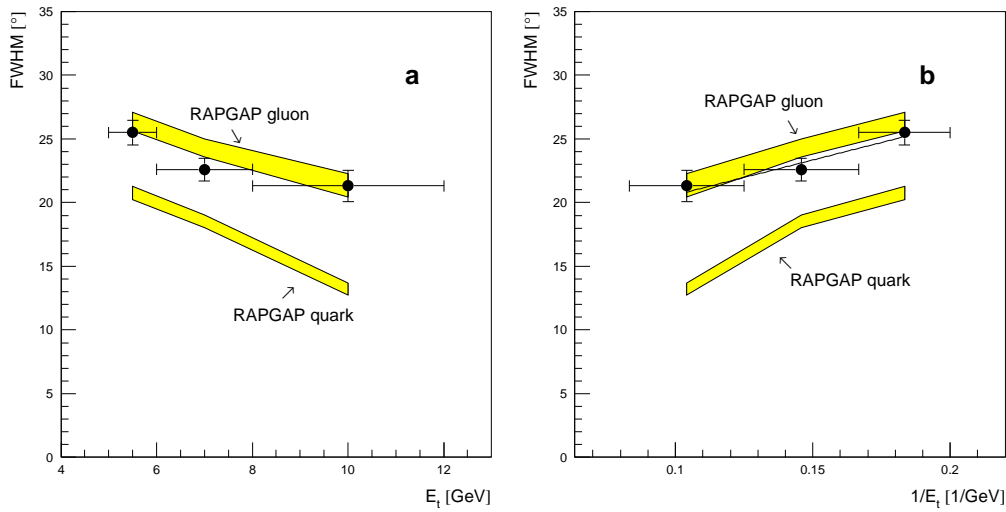 FWHM [°]
35
30
25
20
15
10
5
0
4
6
8
10
12
E_t [GeV]
a
RAPGAP gluon
RAPGAP quark
FWHM [°]
35
30
25
20
15
10
5
0
0.1
0.15
0.2
1/E_t [1/GeV]
b
RAPGAP gluon
RAPGAP quark